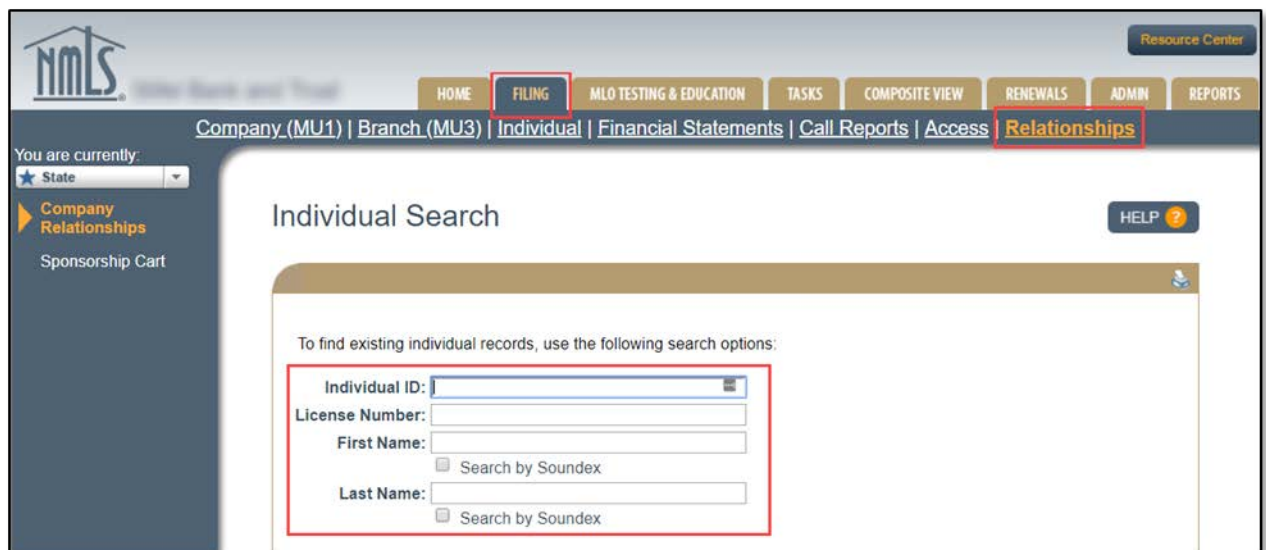 Resource Center
NMLS
HOME FILING MLO TESTING & EDUCATION TASKS COMPOSITE VIEW RENEWALS ADMIN REPORTS
Company (MU1) | Branch (MU3) | Individual | Financial Statements | Call Reports | Access | Relationships
You are currently:
State
Company
Relationships
Sponsorship Cart
Individual Search
HELP ?
To find existing individual records, use the following search options:
Individual ID:
License Number:
First Name:
Search by Soundex
Last Name:
Search by Soundex